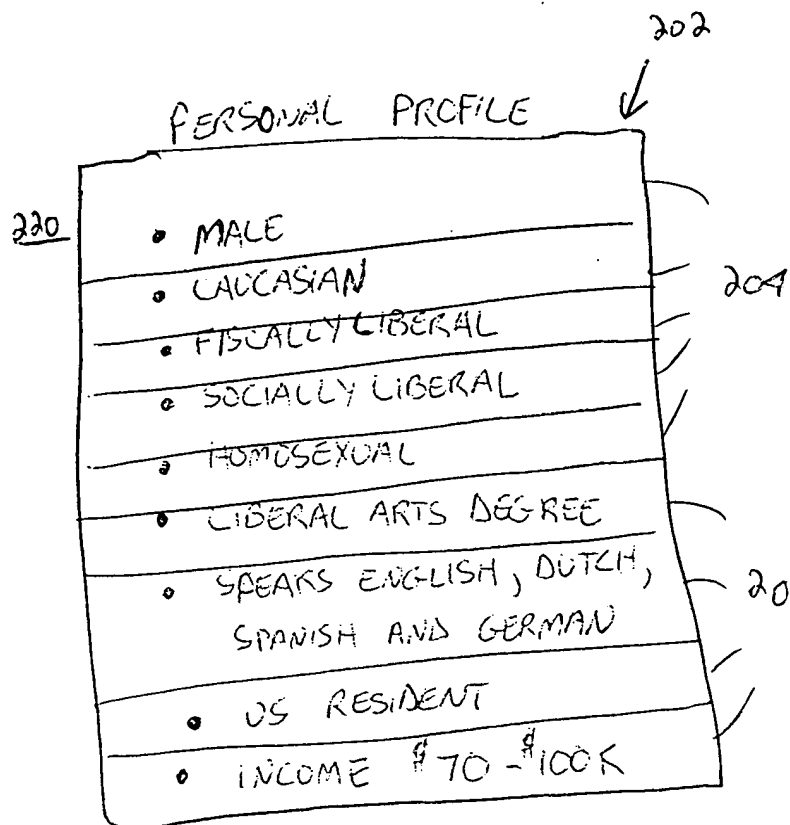 202
PERSONAL PROFILE
220
• MALE
• CAUCASIAN
204
• FISCALLY LIBERAL
• SOCIALLY LIBERAL
• HOMOSEXUAL
• LIBERAL ARTS DEGREE
• SPEAKS ENGLISH, DUTCH,
20
SPANISH AND GERMAN
• US RESIDENT
• INCOME $70-$100K